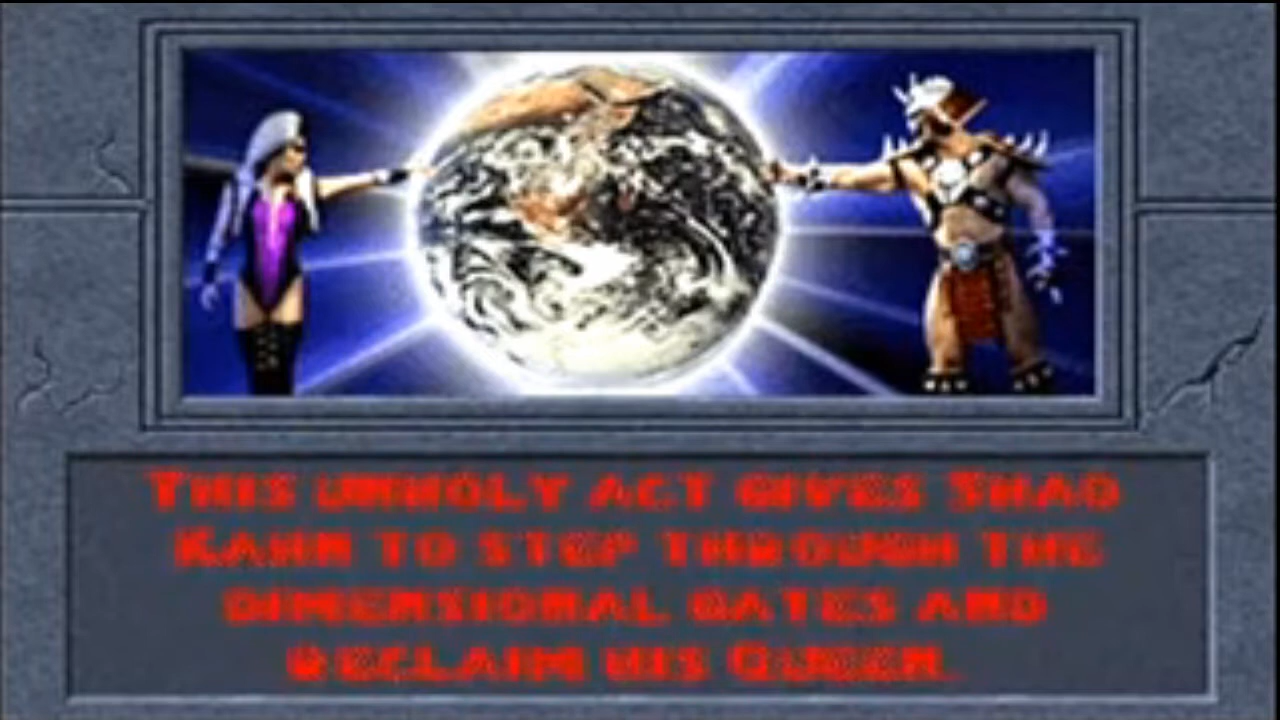 This unholy act gives Shao
Kahn to step through the
dimensional gates and
reclaim his Queen.